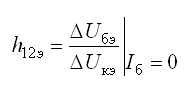 h₁₂э = ΔUбэ / ΔUкэ | Iб = 0